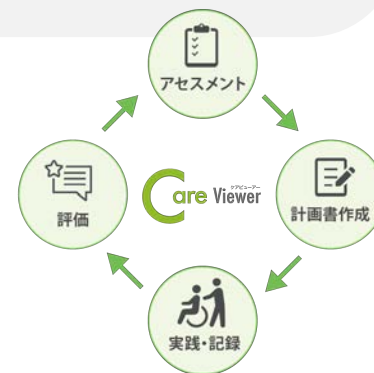 アセスメント
評価
ケアビューアー
Care Viewer
計画書作成
実践・記録